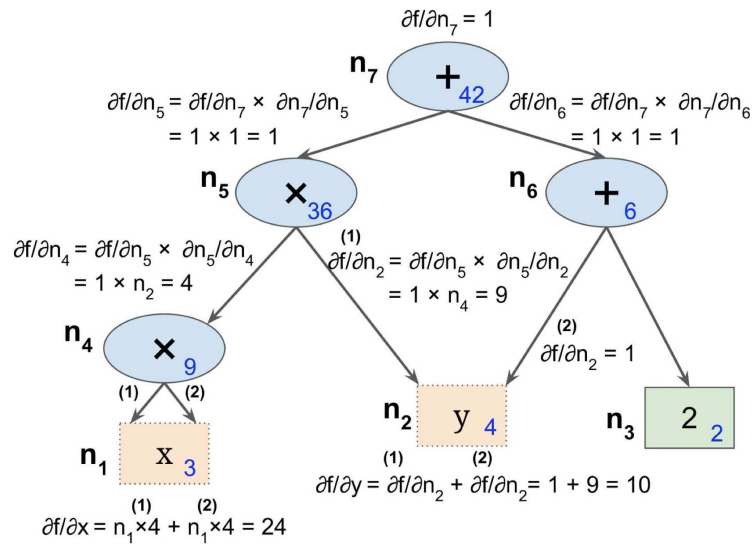 ∂f/∂n₇ = 1
n₇
+
42
∂f/∂n₅ = ∂f/∂n₇ × ∂n₇/∂n₅
= 1 × 1 = 1
∂f/∂n₆ = ∂f/∂n₇ × ∂n₇/∂n₆
= 1 × 1 = 1
n₅
×
36
n₆
+
6
∂f/∂n₄ = ∂f/∂n₅ × ∂n₅/∂n₄
= 1 × n₂ = 4
(1)
∂f/∂n₂ = ∂f/∂n₅ × ∂n₅/∂n₂
= 1 × n₄ = 9
n₄
×
9
(2)
∂f/∂n₂ = 1
(1) (2)
n₁
x 3
n₂
y 4
n₃
2 2
(1) (2)
∂f/∂y = ∂f/∂n₂ + ∂f/∂n₂= 1 + 9 = 10
(1) (2)
∂f/∂x = n₁×4 + n₁×4 = 24